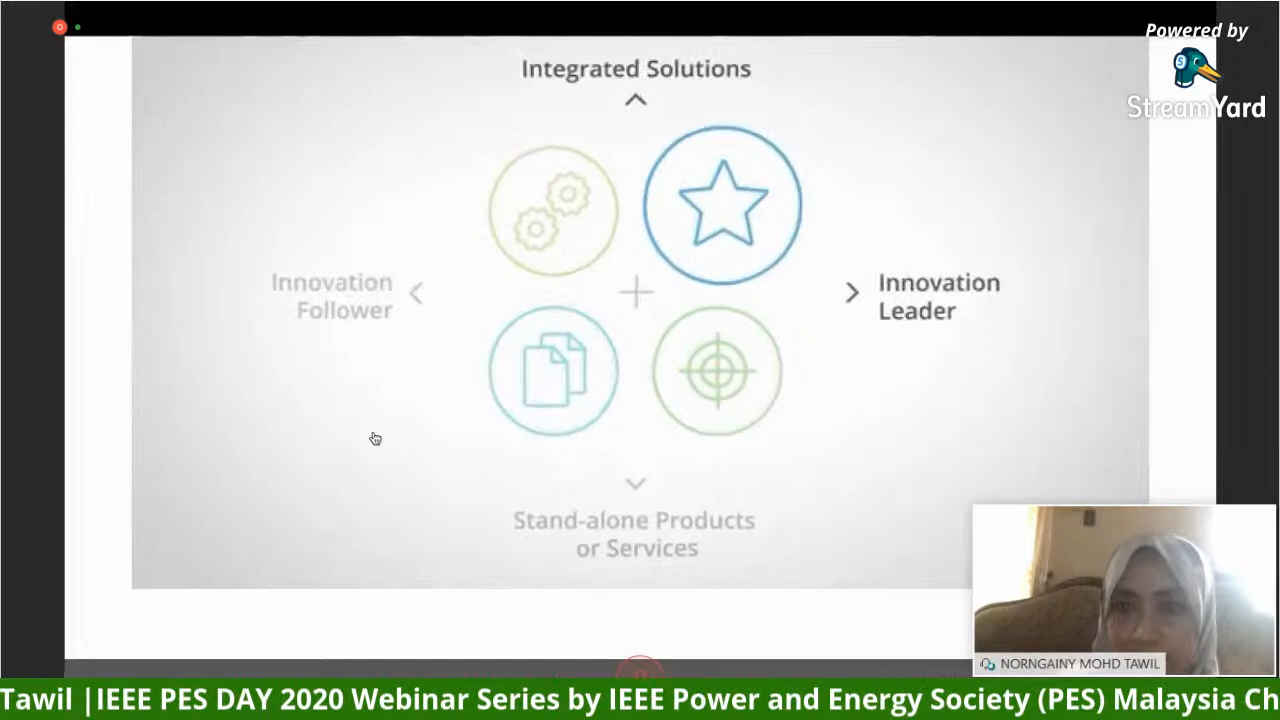 Powered by
StreamYard
Integrated Solutions
Innovation
Follower
Innovation
Leader
Stand-alone Products
or Services
NORNGAINY MOHD TAWIL
Tawil |IEEE PES DAY 2020 Webinar Series by IEEE Power and Energy Society (PES) Malaysia Ch